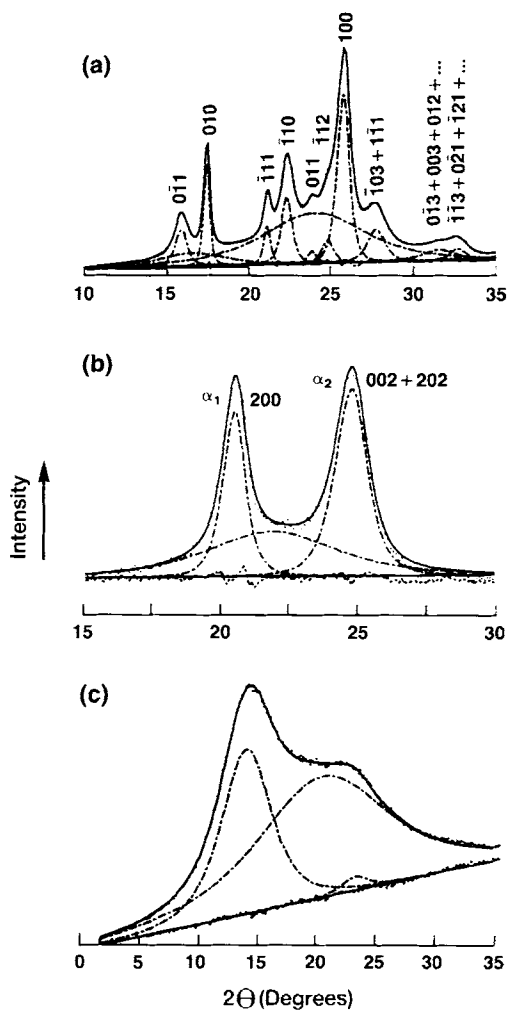 (a)
01̄1
010
1̄11
1̄10
011
1̄12
100
1̄03 + 11̄1
01̄3 + 003 + 012 + ...
1̄13 + 02̄1 + 1̄21 + ...
10 15 20 25 30 35
(b)
α₁ 200
α₂ 002 + 202
Intensity
15 20 25 30
(c)
0 5 10 15 20 25 30 35
2Θ (Degrees)